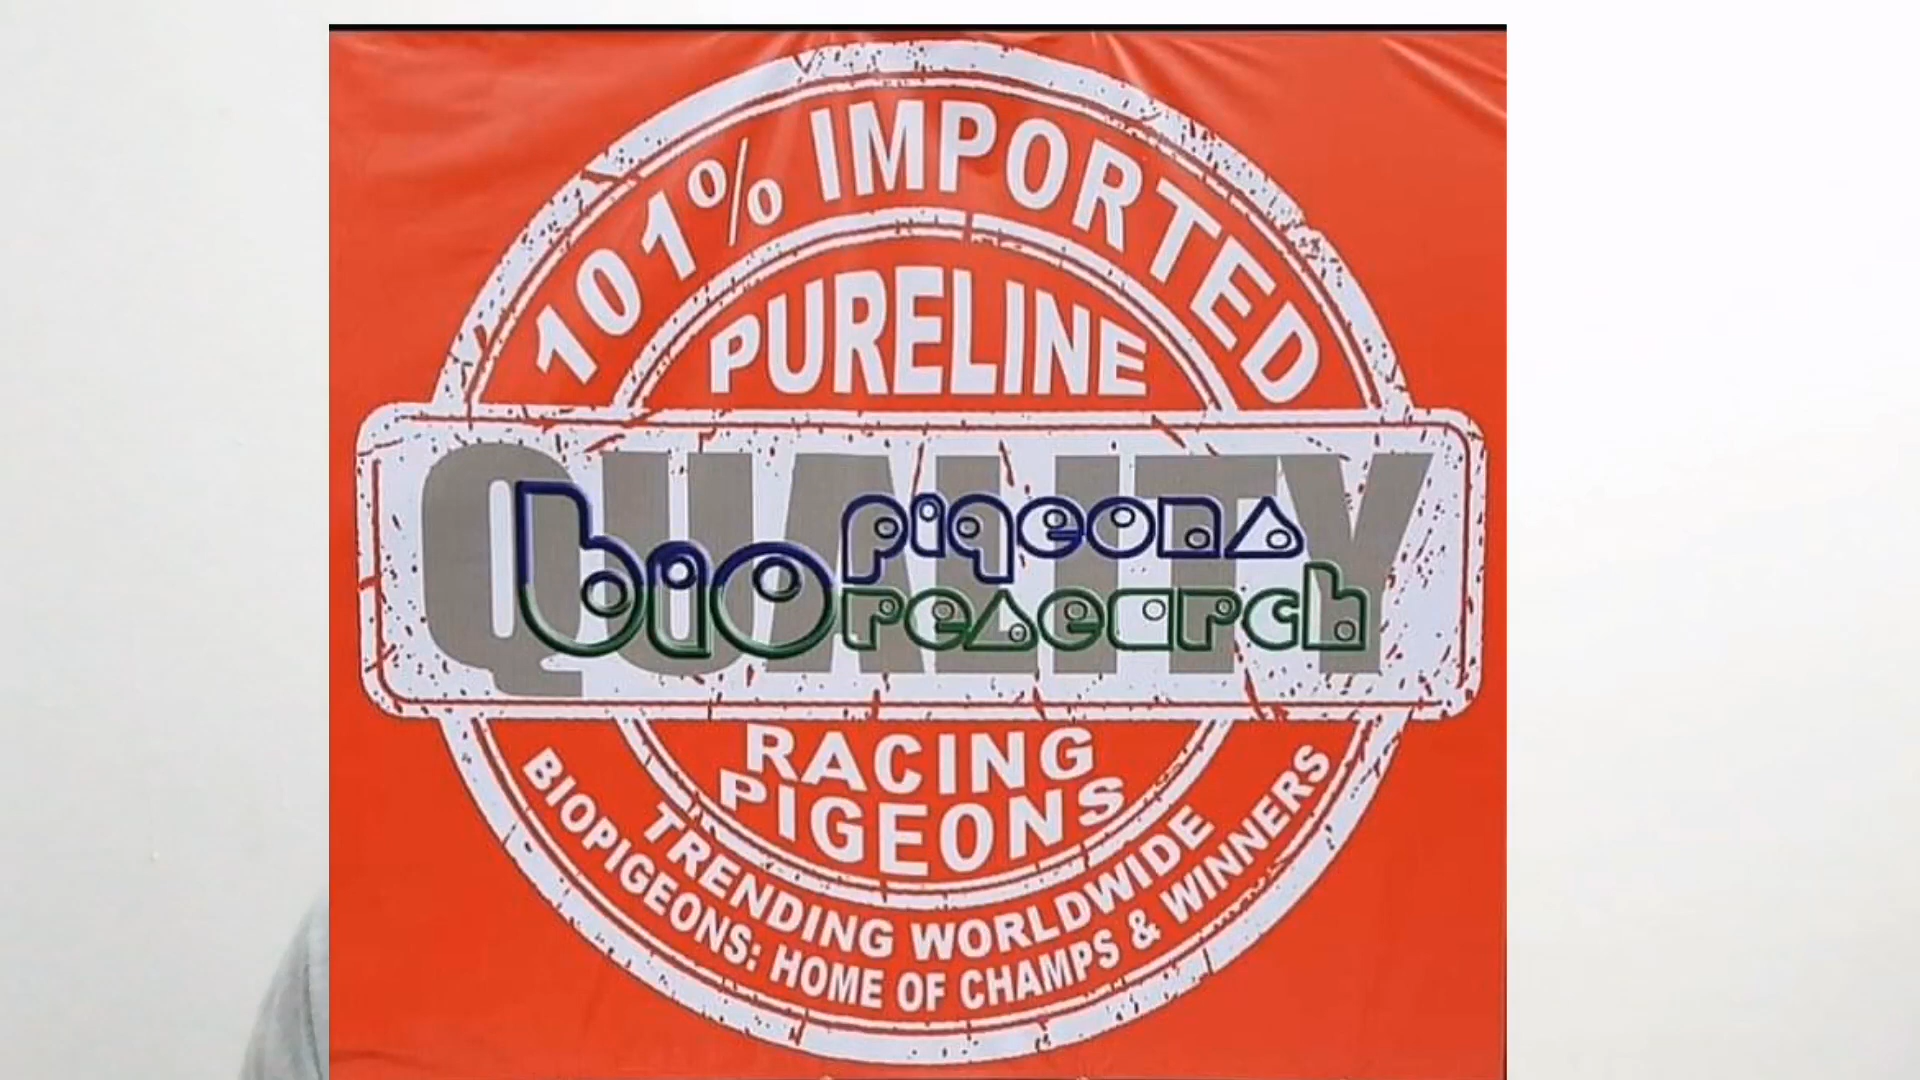 101% IMPORTED
PURELINE
QUALITY
bio pigeons
research
RACING
PIGEONS
TRENDING WORLDWIDE
BIOPIGEONS: HOME OF CHAMPS & WINNERS